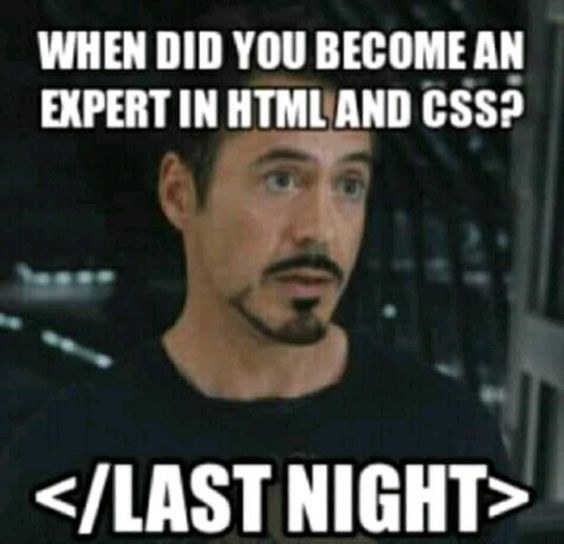 WHEN DID YOU BECOME AN
EXPERT IN HTML AND CSS?
</LAST NIGHT>